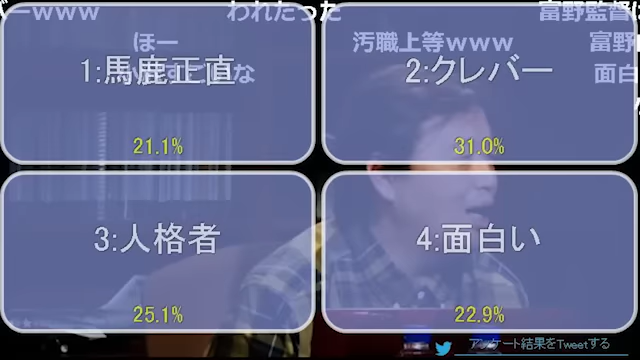 ーｗｗｗ われたった 富野監督は
ほー 汚職上等ｗｗｗ 富野
1:馬鹿正直 2:クレバー
な 面白
21.1% 31.0%
3:人格者 4:面白い
25.1% 22.9%
アンケート結果をTweetする